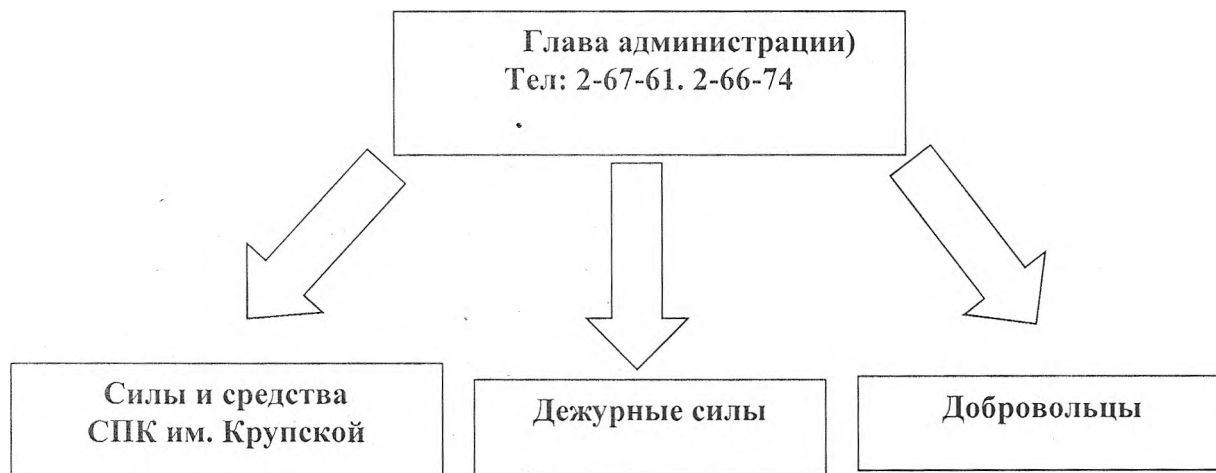 Глава администрации)
Тел: 2-67-61. 2-66-74
Силы и средства
СПК им. Крупской
Дежурные силы
Добровольцы